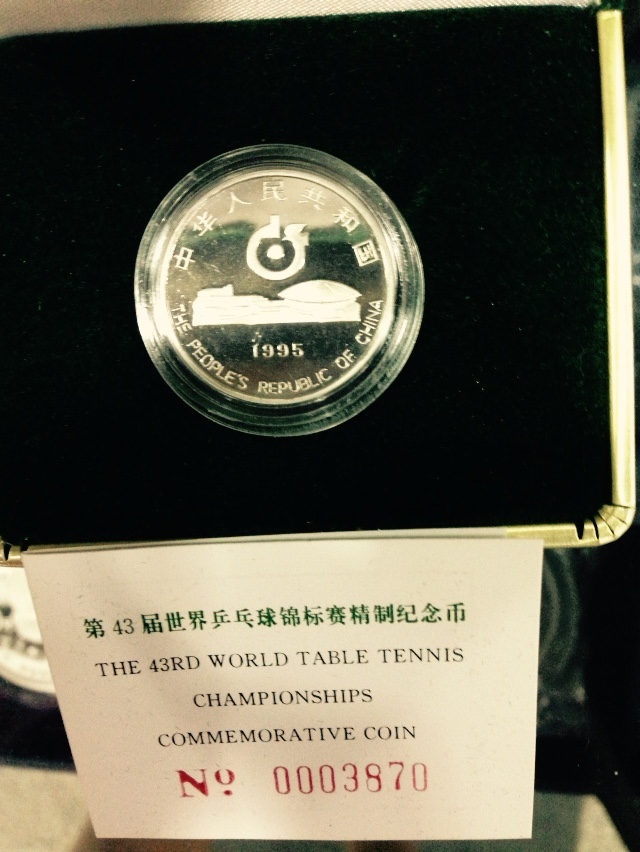 中华人民共和国
1995
THE PEOPLE'S REPUBLIC OF CHINA
第43届世界乒乓球锦标赛精制纪念币
THE 43RD WORLD TABLE TENNIS
CHAMPIONSHIPS
COMMEMORATIVE COIN
Nº 0003870